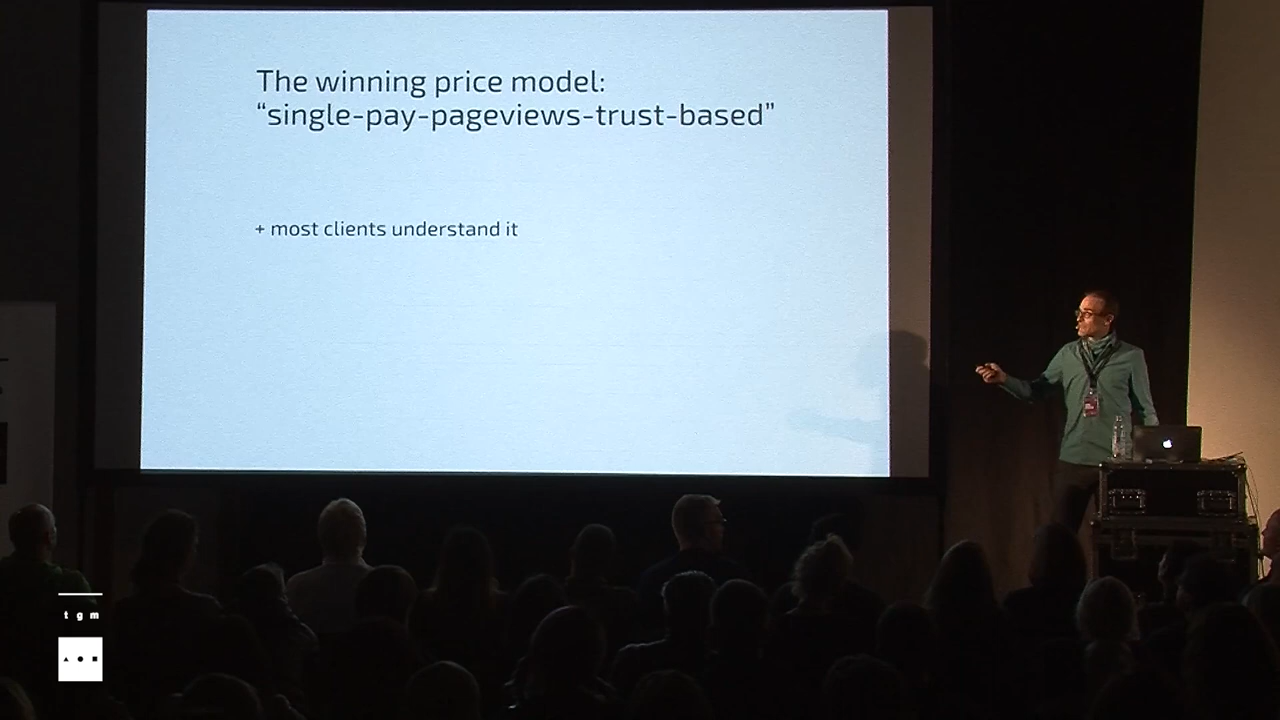 The winning price model:
“single-pay-pageviews-trust-based”
+ most clients understand it
tgm